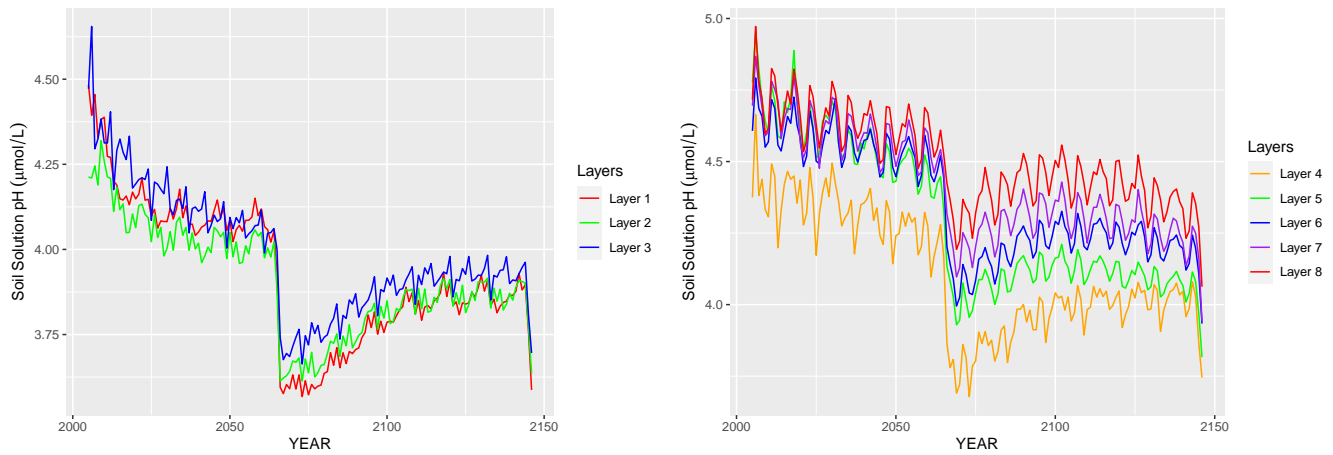 Soil Solution pH (μmol/L)
4.50
4.25
4.00
3.75
2000
2050
2100
2150
YEAR
Layers
Layer 1
Layer 2
Layer 3
Soil Solution pH (μmol/L)
5.0
4.5
4.0
2000
2050
2100
2150
YEAR
Layers
Layer 4
Layer 5
Layer 6
Layer 7
Layer 8